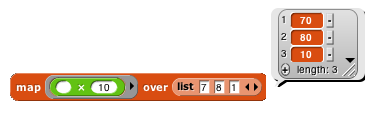 1 70 -
2 80 -
3 10 -
+ length: 3
map × 10 over list 7 8 1